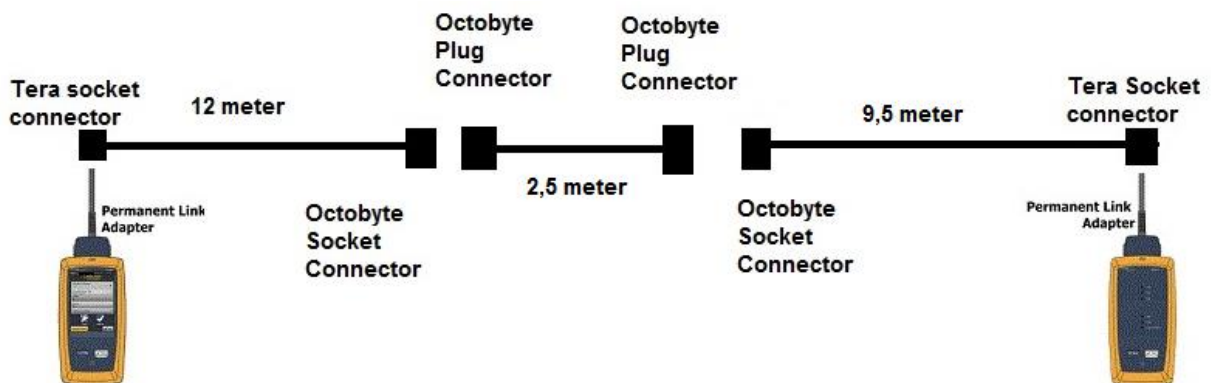 Octobyte
Plug
Connector
Octobyte
Plug
Connector
Tera socket
connector
12 meter
9,5 meter
Tera Socket
connector
2,5 meter
Permanent Link
Adapter
Octobyte
Socket
Connector
Octobyte
Socket
Connector
Permanent Link
Adapter